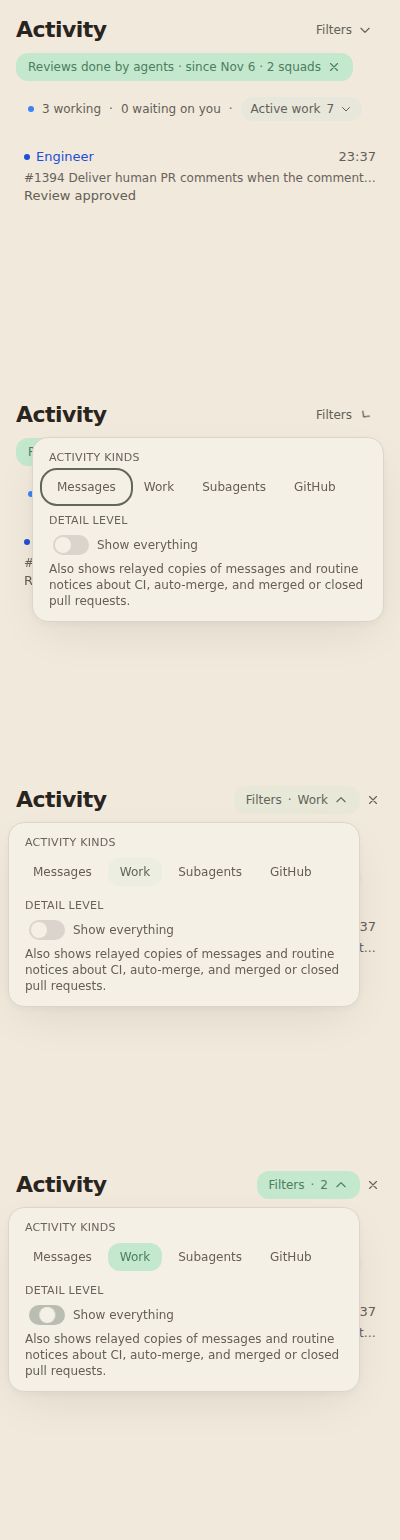 Activity
Filters
Reviews done by agents · since Nov 6 · 2 squads
3 working · 0 waiting on you · Active work 7
Engineer 23:37
#1394 Deliver human PR comments when the comment…
Review approved
Activity
Filters
ACTIVITY KINDS
Messages Work Subagents GitHub
DETAIL LEVEL
Show everything
Also shows relayed copies of messages and routine
notices about CI, auto-merge, and merged or closed
pull requests.
Activity
Filters · Work
ACTIVITY KINDS
Messages Work Subagents GitHub
DETAIL LEVEL
Show everything
37
t…
Also shows relayed copies of messages and routine
notices about CI, auto-merge, and merged or closed
pull requests.
Activity
Filters · 2
ACTIVITY KINDS
Messages Work Subagents GitHub
DETAIL LEVEL
Show everything
37
t…
Also shows relayed copies of messages and routine
notices about CI, auto-merge, and merged or closed
pull requests.